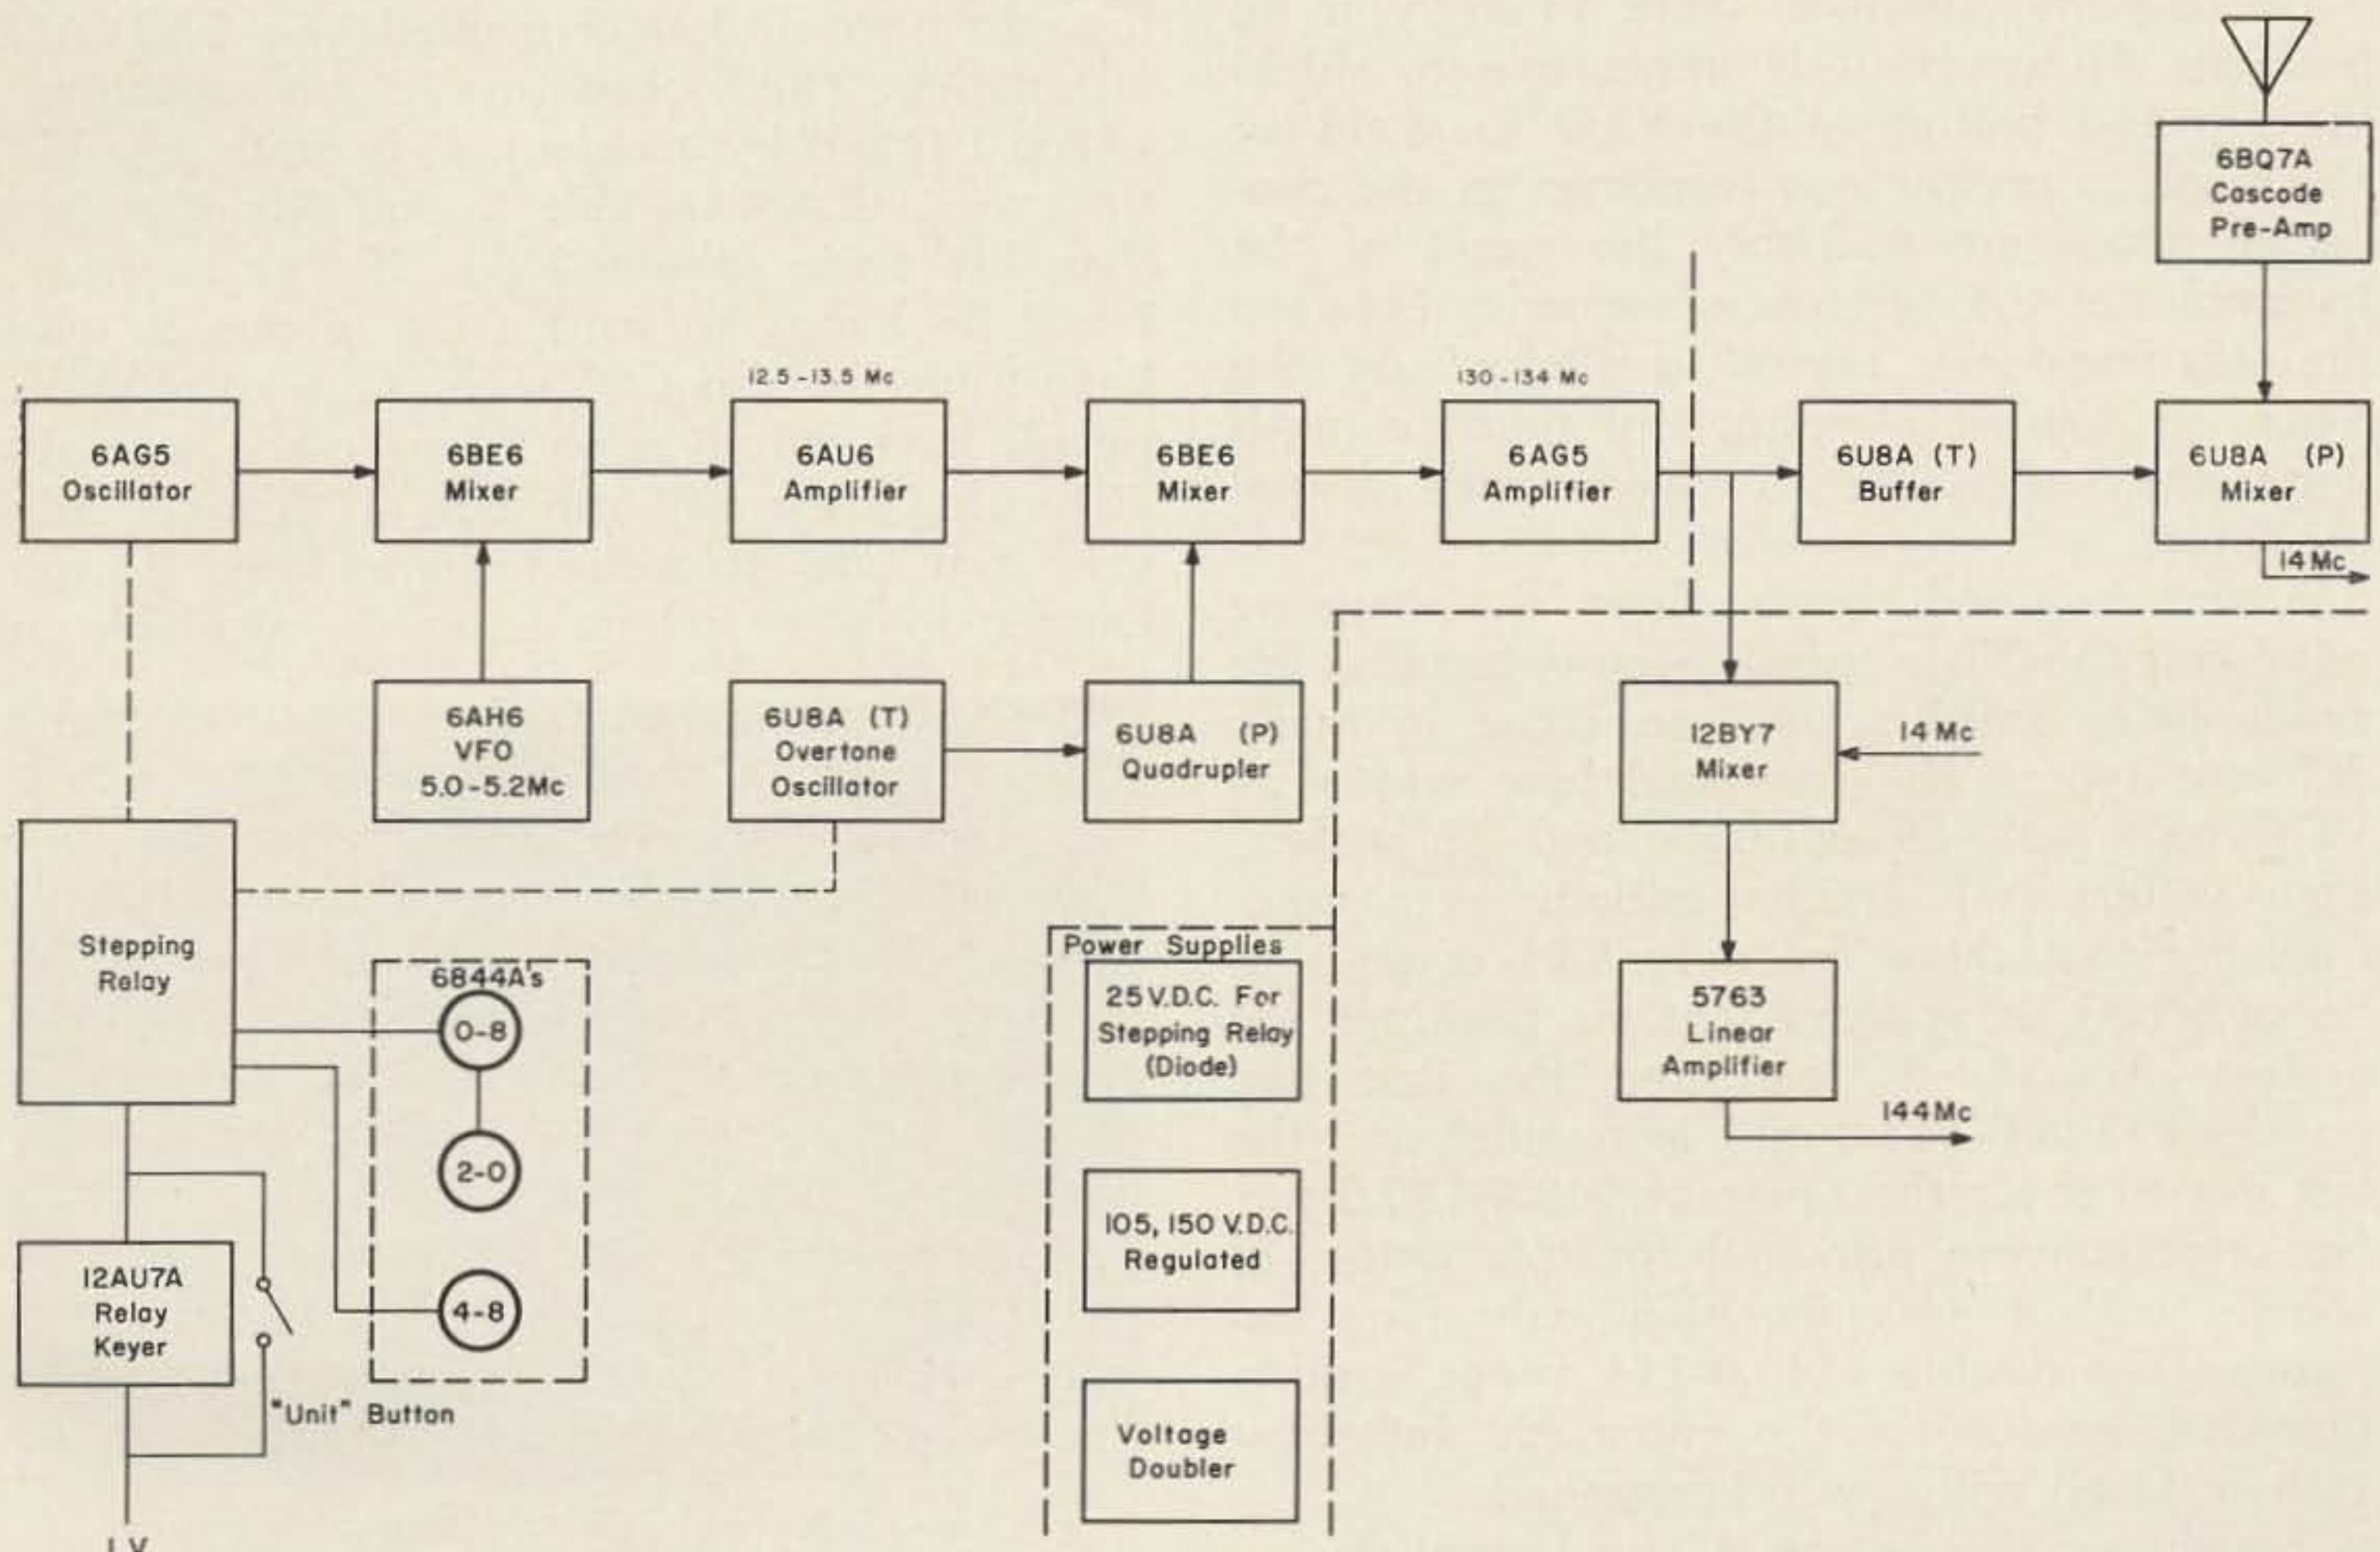 6BQ7A
Cascode
Pre-Amp
12.5-13.5 Mc
130-134 Mc
6AG5
Oscillator
6BE6
Mixer
6AU6
Amplifier
6BE6
Mixer
6AG5
Amplifier
6U8A (T)
Buffer
6U8A (P)
Mixer
14 Mc
6AH6
VFO
5.0-5.2Mc
6U8A (T)
Overtone
Oscillator
6U8A (P)
Quadrupler
12BY7
Mixer
14 Mc
Stepping
Relay
6844A's
0-8
2-0
4-8
Power Supplies
25 V.D.C. For
Stepping Relay
(Diode)
5763
Linear
Amplifier
144Mc
105, 150 V.D.C.
Regulated
12AU7A
Relay
Keyer
"Unit" Button
Voltage
Doubler